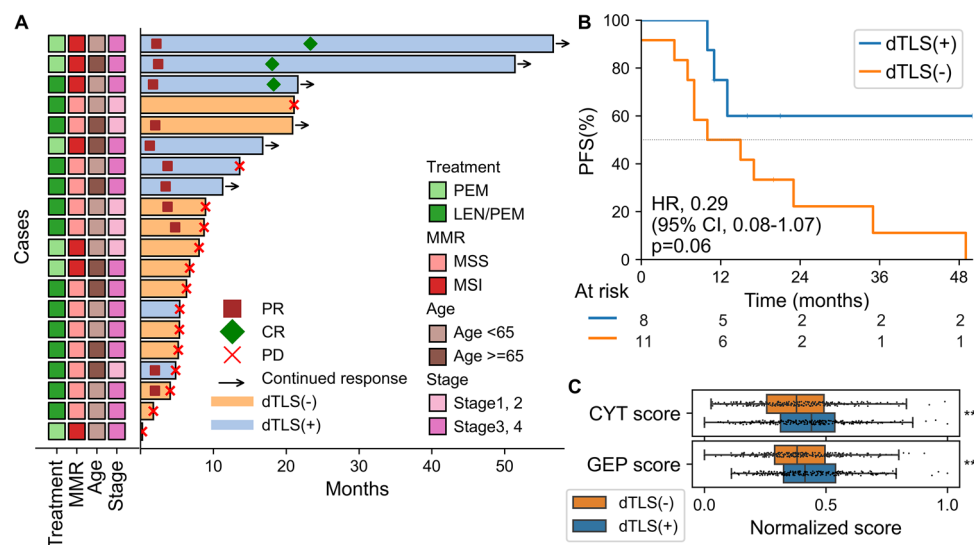 A
Cases
Treatment
MMR
Age
Stage
10
20
30
40
50
Months
PR
CR
PD
Continued response
dTLS(-)
dTLS(+)
Treatment
PEM
LEN/PEM
MMR
MSS
MSI
Age
Age <65
Age >=65
Stage
Stage1, 2
Stage3, 4
B
PFS(%)
100
80
60
40
20
0
dTLS(+)
dTLS(-)
HR, 0.29
(95% CI, 0.08-1.07)
p=0.06
0 12 24 36 48
Time (months)
At risk
8 5 2 2 2
11 6 2 1 1
C
CYT score
**
GEP score
**
0.0 0.5 1.0
Normalized score
dTLS(-)
dTLS(+)